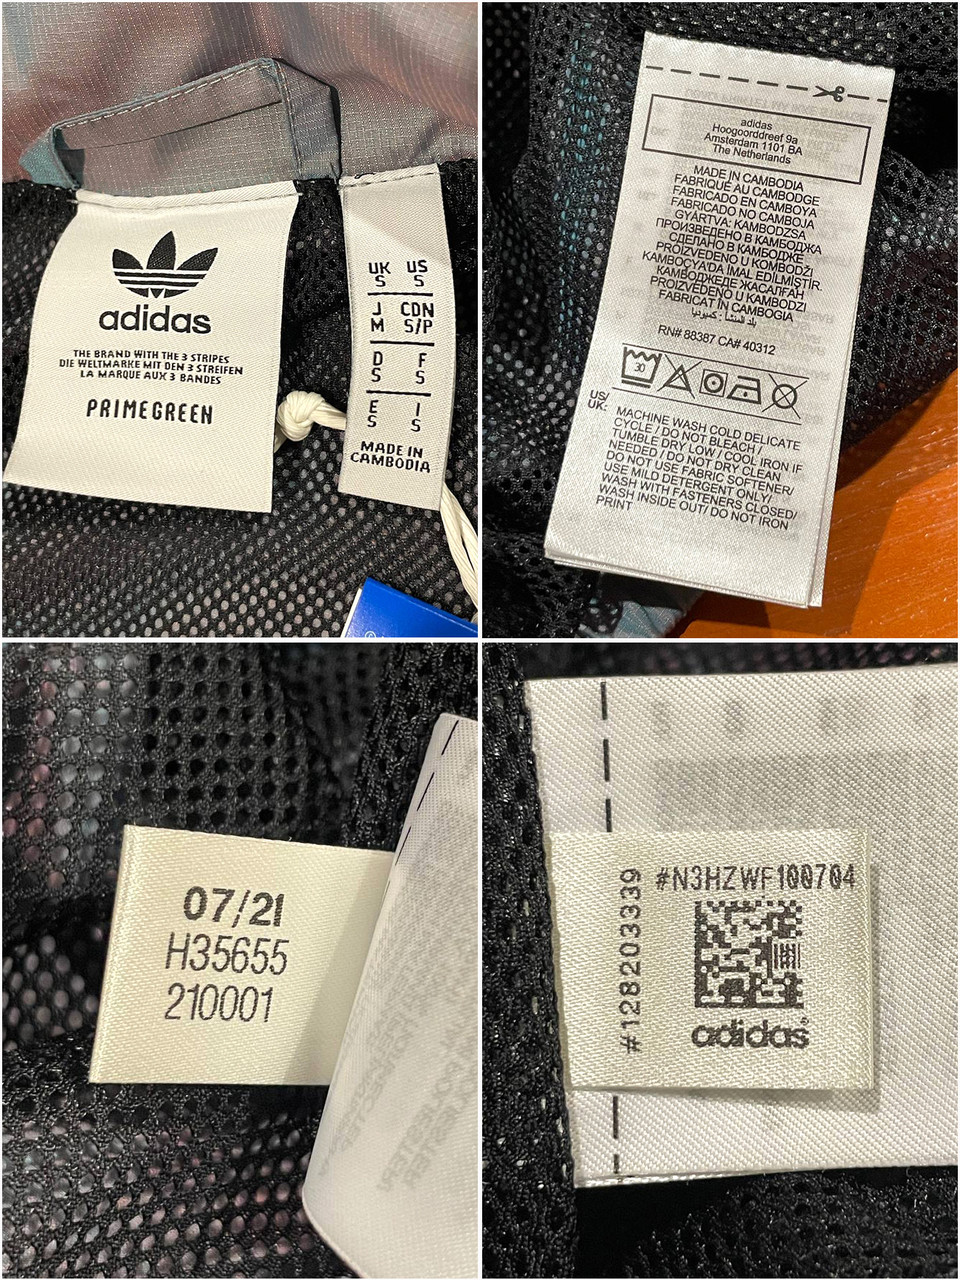 adidas
THE BRAND WITH THE 3 STRIPES
DIE WELTMARKE MIT DEN 3 STREIFEN
LA MARQUE AUX 3 BANDES
PRIMEGREEN
UK US
S S
J CDN
M S/P
D F
S S
E I
S S
MADE IN
CAMBODIA
©
adidas
Hoogoorddreef 9a
Amsterdam 1101 BA
The Netherlands
MADE IN CAMBODIA
FABRIQUÉ AU CAMBODGE
FABRICADO EN CAMBOYA
FABRICADO NO CAMBOJA
GYÁRTVA: KAMBODZSA
ПРОИЗВЕДЕНО В КАМБОДЖА
СДЕЛАНО В КАМБОДЖЕ
PROIZVEDENO U KOMBODŽI
KAMBOÇYA'DA İMAL EDİLMİŞTİR.
КАМБОДЖЕДЕ ЖАСАЛҒАН
PROIZVEDENO U KAMBODZI
FABRICAT ÎN CAMBOGIA
بلد المنشأ: كمبوديا
RN# 88387 CA# 40312
30
US/
UK:
MACHINE WASH COLD DELICATE
CYCLE / DO NOT BLEACH /
TUMBLE DRY LOW / COOL IRON IF
NEEDED / DO NOT DRY CLEAN
DO NOT USE FABRIC SOFTENER/
USE MILD DETERGENT ONLY/
WASH WITH FASTENERS CLOSED/
WASH INSIDE OUT/ DO NOT IRON
PRINT
07/21
H35655
210001
#N3HZWF100704
#128203339
adidas®